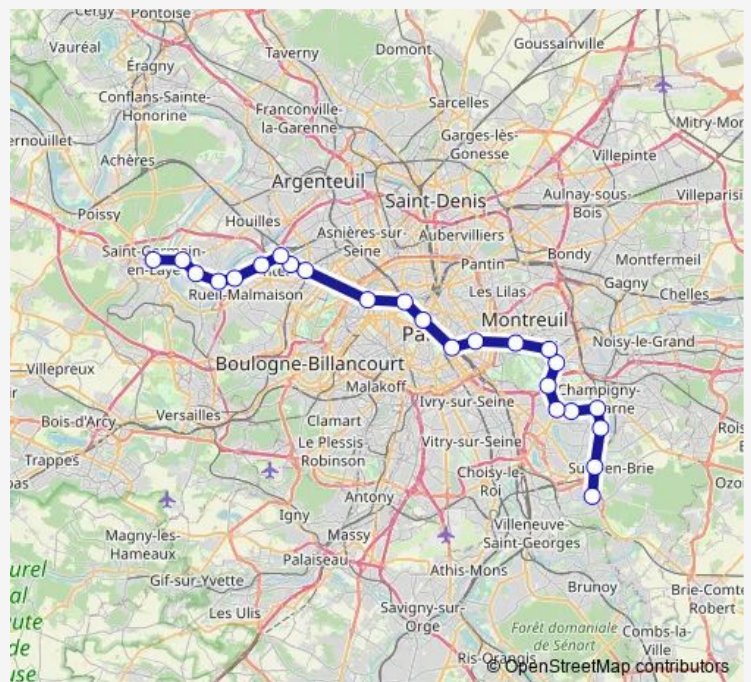 Cergy
Pontoise
Vauréal
Éragny
Taverny
Domont
Goussainville
Conflans-Sainte-
Honorine
Franconville-
la-Garenne
Sarcelles
Garges-lès-
Gonesse
Mitry-Mor
ernouillet
Achères
Villepinte
Argenteuil
Saint-Denis
Aulnay-sous-
Bois
Villeparisi
Poissy
Houilles
Asnières-sur-
Seine
Aubervilliers
Saint-Germain-
en-Laye
Pantin
Bondy
Montfermeil
Gagny
Rueil-Malmaison
Les Lilas
Chelles
Montreuil
Noisy-le-Grand
Boulogne-Billancourt
Malakoff
Villepreux
Ivry-sur-Seine
Champigny-
Bois-d'Arcy
Versailles
Clamart
Vitry-sur-Seine
Trappes
Le Plessis-
Robinson
Choisy-le-
Roi
Antony
Igny
Villeneuve-
Saint-Georges
Magny-les-
Hameaux
Massy
Palaiseau
Athis-Mons
Gif-sur-Yvette
Brunoy
Brie-Comte
Robert
Les Ulis
Savigny-sur-
Orge
Forêt domaniale
de Sénart
Combs-la-
Ville
Ris-Orangis
© OpenStreetMap contributors